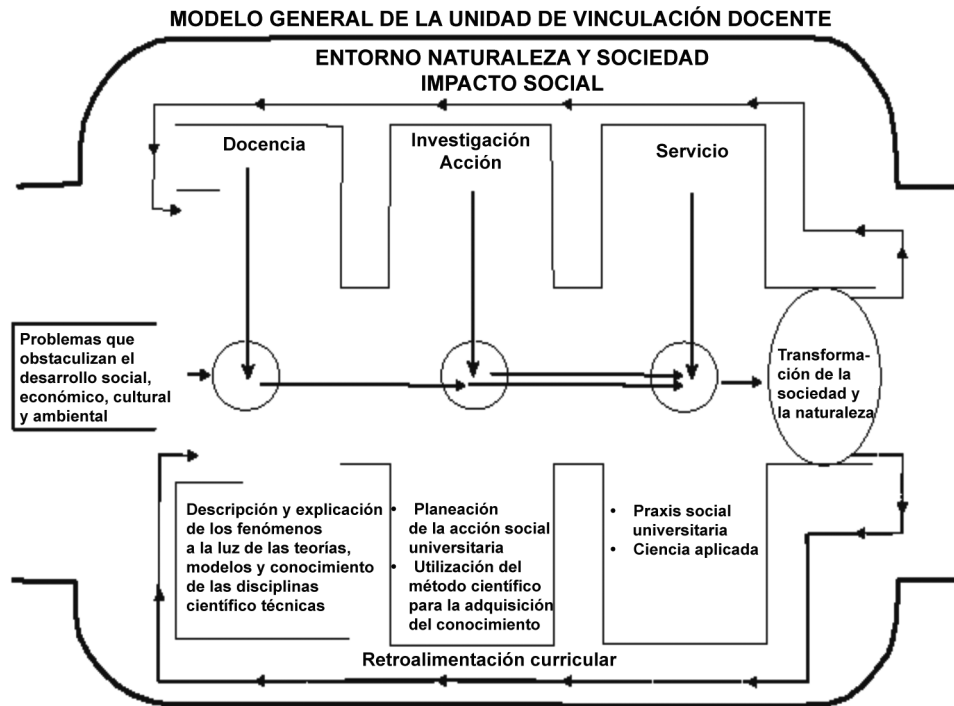 MODELO GENERAL DE LA UNIDAD DE VINCULACIÓN DOCENTE
ENTORNO NATURALEZA Y SOCIEDAD
IMPACTO SOCIAL
Docencia
Investigación
Acción
Servicio
Problemas que
obstaculizan el
desarrollo social,
económico, cultural
y ambiental
Transforma-
ción de la
sociedad y
la naturaleza
Descripción y explicación
de los fenómenos
a la luz de las teorías,
modelos y conocimiento
de las disciplinas
científico técnicas
• Planeación
de la acción social
universitaria
• Utilización del
método científico
para la adquisición
del conocimiento
• Praxis social
universitaria
• Ciencia aplicada
Retroalimentación curricular